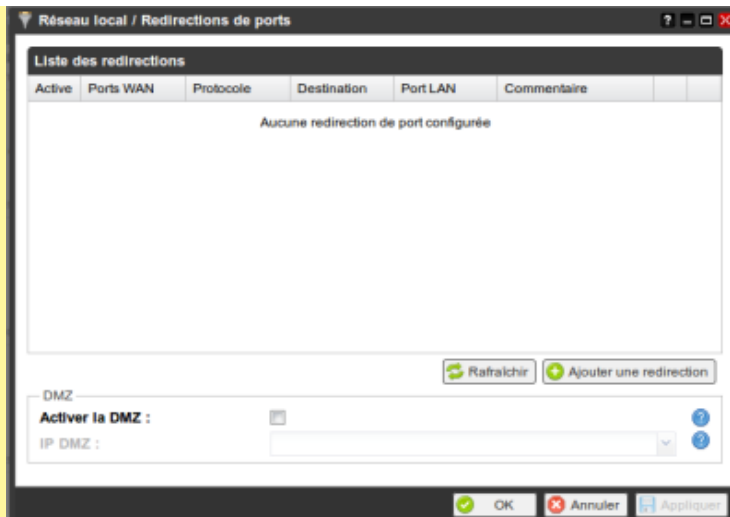 Réseau local / Redirections de ports
Liste des redirections
Active Ports WAN Protocole Destination Port LAN Commentaire
Aucune redirection de port configurée
Rafraîchir Ajouter une redirection
DMZ
Activer la DMZ :
IP DMZ :
OK Annuler Appliquer